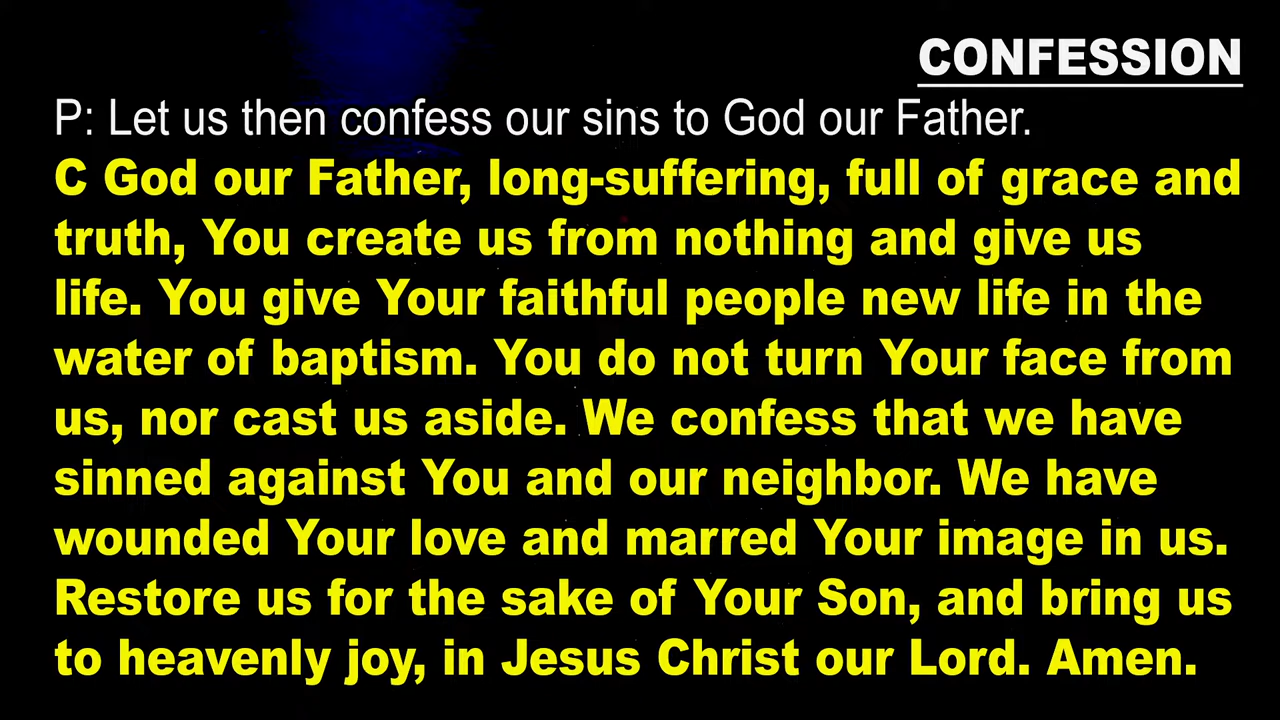 CONFESSION
P: Let us then confess our sins to God our Father.
C God our Father, long-suffering, full of grace and
truth, You create us from nothing and give us
life. You give Your faithful people new life in the
water of baptism. You do not turn Your face from
us, nor cast us aside. We confess that we have
sinned against You and our neighbor. We have
wounded Your love and marred Your image in us.
Restore us for the sake of Your Son, and bring us
to heavenly joy, in Jesus Christ our Lord. Amen.